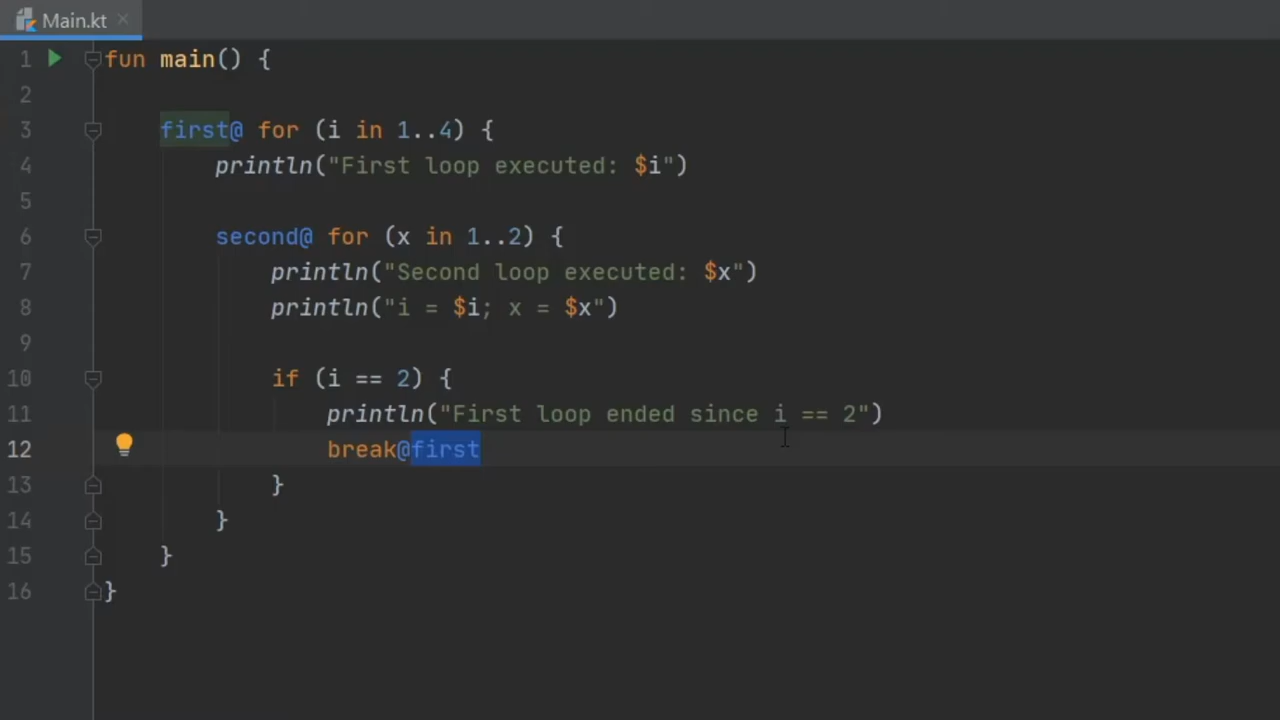 Main.kt
1 fun main() {
2
3 first@ for (i in 1..4) {
4 println("First loop executed: $i")
5
6 second@ for (x in 1..2) {
7 println("Second loop executed: $x")
8 println("i = $i; x = $x")
9
10 if (i == 2) {
11 println("First loop ended since i == 2")
12 break@first
13 }
14 }
15 }
16 }